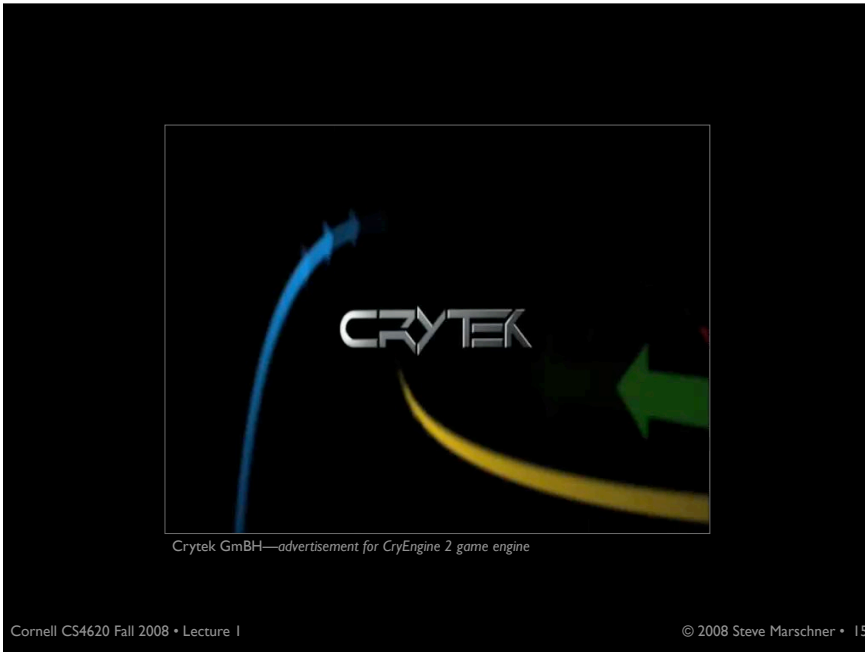 CRYTEK
Crytek GmBH—advertisement for CryEngine 2 game engine
Cornell CS4620 Fall 2008 • Lecture 1
© 2008 Steve Marschner • 15